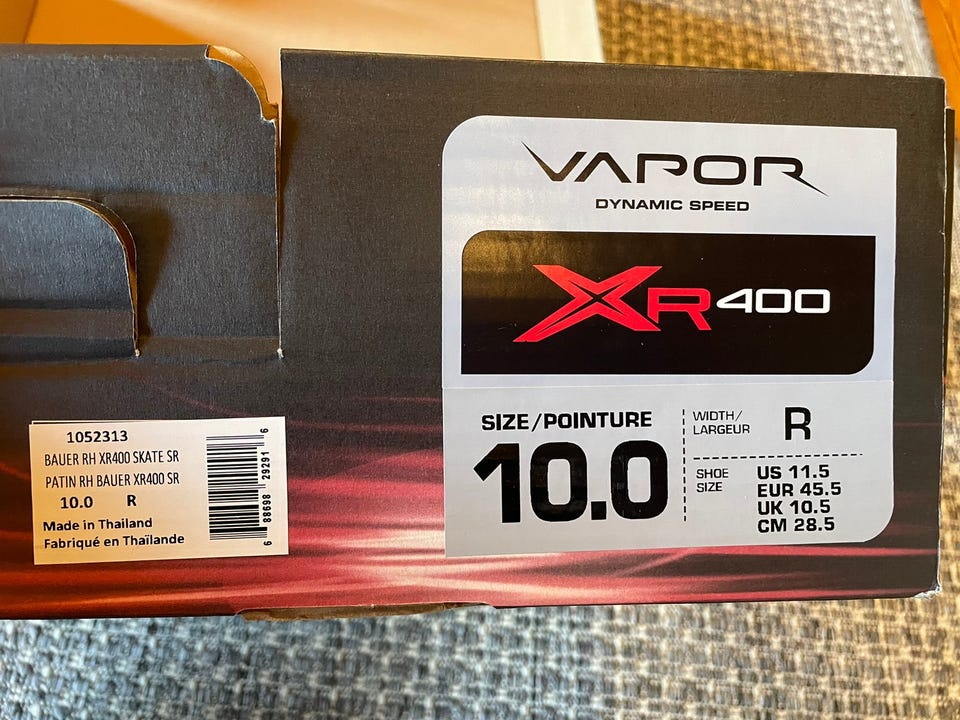 VAPOR
DYNAMIC SPEED
XR400
SIZE/POINTURE
10.0
WIDTH/
LARGEUR
R
SHOE
SIZE
US 11.5
EUR 45.5
UK 10.5
CM 28.5
1052313
BAUER RH XR400 SKATE SR
PATIN RH BAUER XR400 SR
10.0 R
Made in Thailand
Fabriqué en Thaïlande
6 88698 29291 6